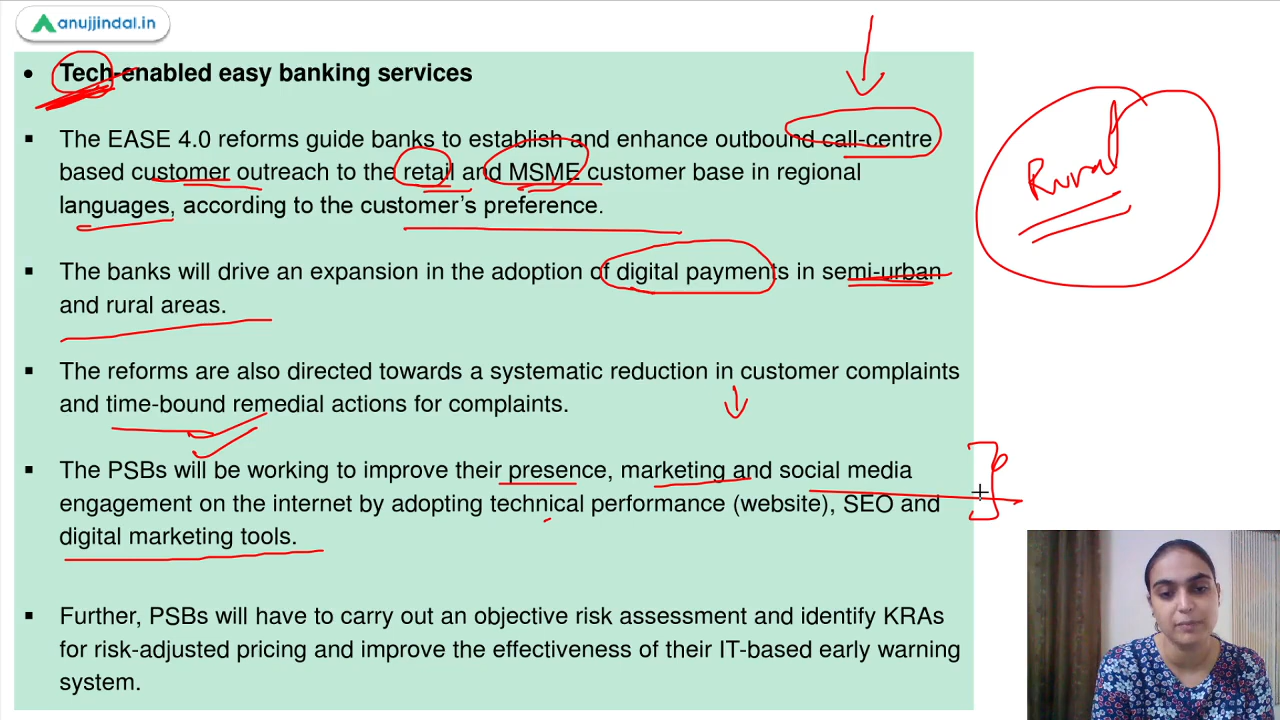 anujjindal.in
• Tech-enabled easy banking services
▪ The EASE 4.0 reforms guide banks to establish and enhance outbound call-centre
based customer outreach to the retail and MSME customer base in regional
languages, according to the customer's preference.
▪ The banks will drive an expansion in the adoption of digital payments in semi-urban
and rural areas.
▪ The reforms are also directed towards a systematic reduction in customer complaints
and time-bound remedial actions for complaints.
▪ The PSBs will be working to improve their presence, marketing and social media
engagement on the internet by adopting technical performance (website), SEO and
digital marketing tools.
▪ Further, PSBs will have to carry out an objective risk assessment and identify KRAs
for risk-adjusted pricing and improve the effectiveness of their IT-based early warning
system.
Rural